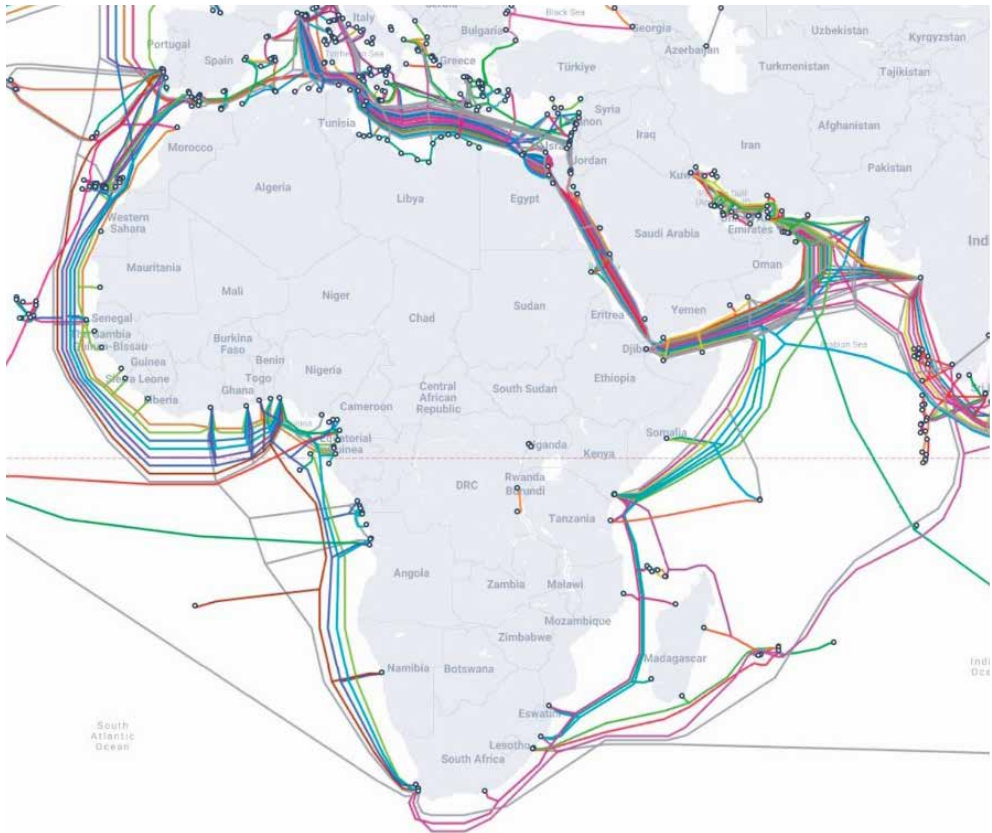 Black Sea
Italy
Bulgaria
Georgia
Uzbekistan
Kyrgyzstan
Portugal
Azerbaijan
Spain
Greece
Türkiye
Turkmenistan
Tajikistan
Syria
Afghanistan
Tunisia
Iraq
Iran
Morocco
Jordan
Pakistan
Algeria
Libya
Egypt
Western
Sahara
Saudi Arabia
Emirates
Oman
Mauritania
Mali
Niger
Chad
Sudan
Eritrea
Yemen
Senegal
Burkina
Faso
Guinea
Benin
Nigeria
Togo
Ghana
Ethiopia
Central
African
Republic
South Sudan
Cameroon
Somalia
Kenya
DRC
Rwanda
Burundi
Tanzania
Angola
Zambia
Malawi
Mozambique
Zimbabwe
Madagascar
Namibia
Botswana
Lesotho
South Africa
South
Atlantic
Ocean